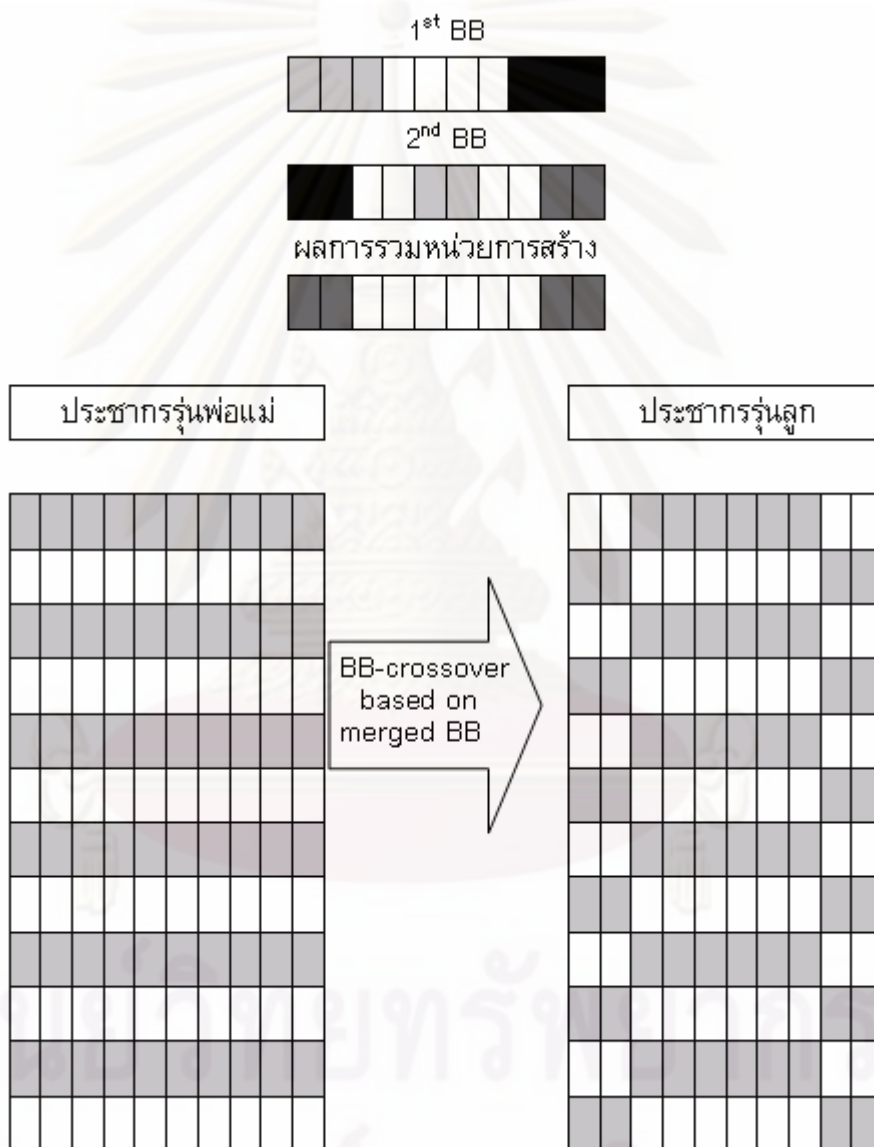 1st BB
2nd BB
ผลการรวมหน่วยการสร้าง
ประชากรรุ่นพ่อแม่
ประชากรรุ่นลูก
BB-crossover
based on
merged BB